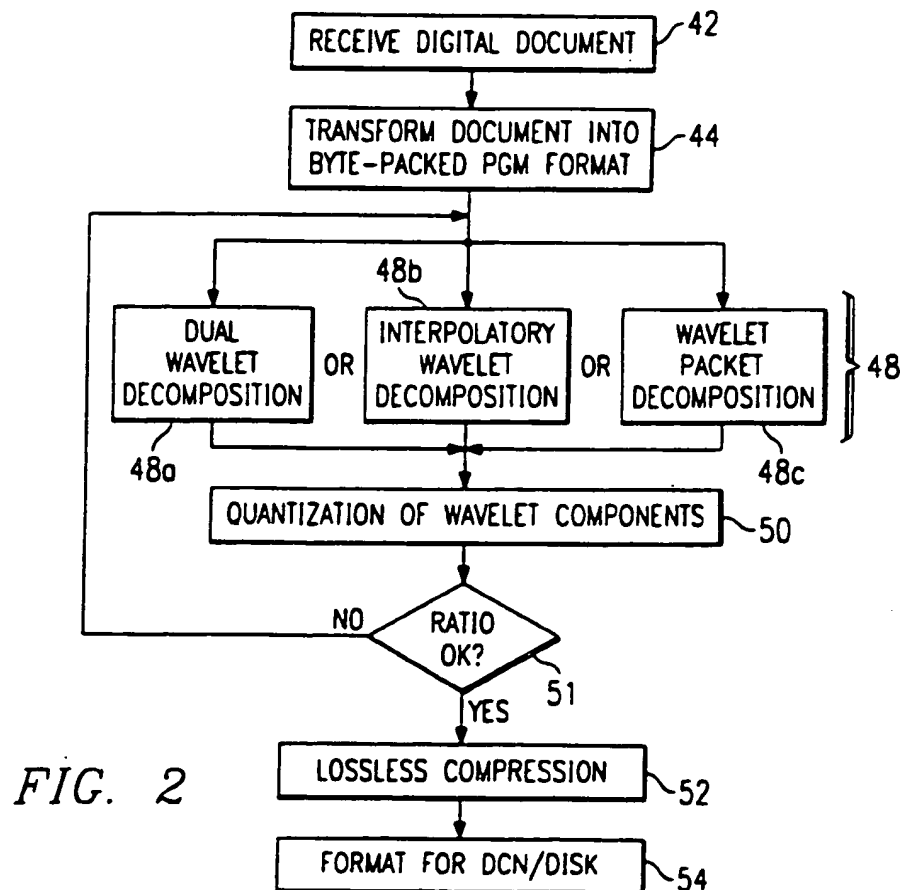 RECEIVE DIGITAL DOCUMENT
42
TRANSFORM DOCUMENT INTO
BYTE-PACKED PGM FORMAT
44
48b
DUAL
WAVELET
DECOMPOSITION
OR
INTERPOLATORY
WAVELET
DECOMPOSITION
OR
WAVELET
PACKET
DECOMPOSITION
48
48a
48c
QUANTIZATION OF WAVELET COMPONENTS
50
NO
RATIO
OK?
51
YES
LOSSLESS COMPRESSION
52
FIG. 2
FORMAT FOR DCN/DISK
54